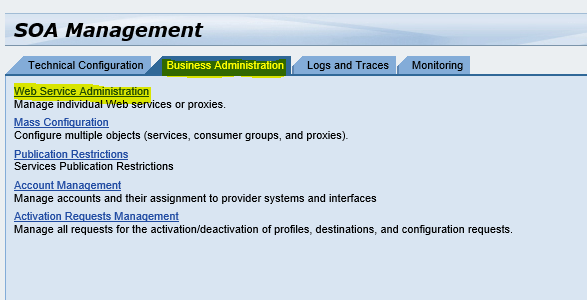 SOA Management
Technical Configuration Business Administration Logs and Traces Monitoring
Web Service Administration
Manage individual Web services or proxies.
Mass Configuration
Configure multiple objects (services, consumer groups, and proxies).
Publication Restrictions
Services Publication Restrictions
Account Management
Manage accounts and their assignment to provider systems and interfaces
Activation Requests Management
Manage all requests for the activation/deactivation of profiles, destinations, and configuration requests.